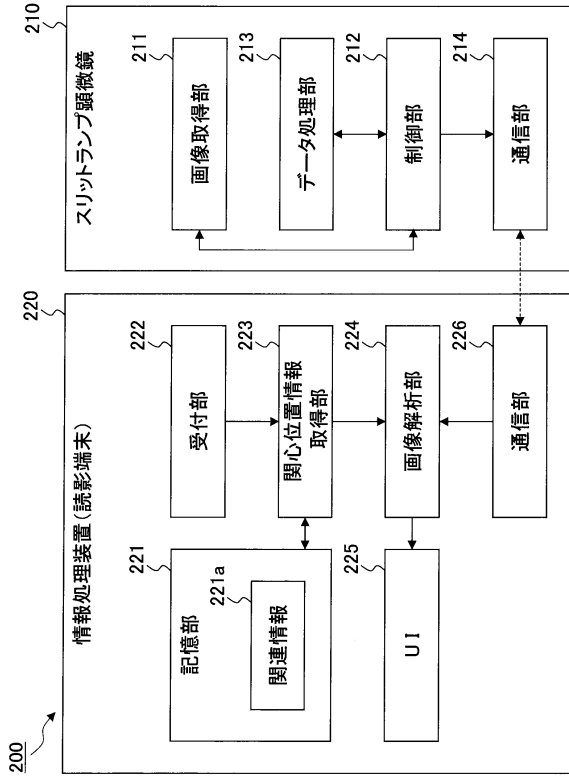 200
220
情報処理装置(読影端末)
221
記憶部
221a
関連情報
222
受付部
223
関心位置情報
取得部
224
画像解析部
225
UI
226
通信部
210
スリットランプ顕微鏡
211
画像取得部
213
データ処理部
212
制御部
214
通信部